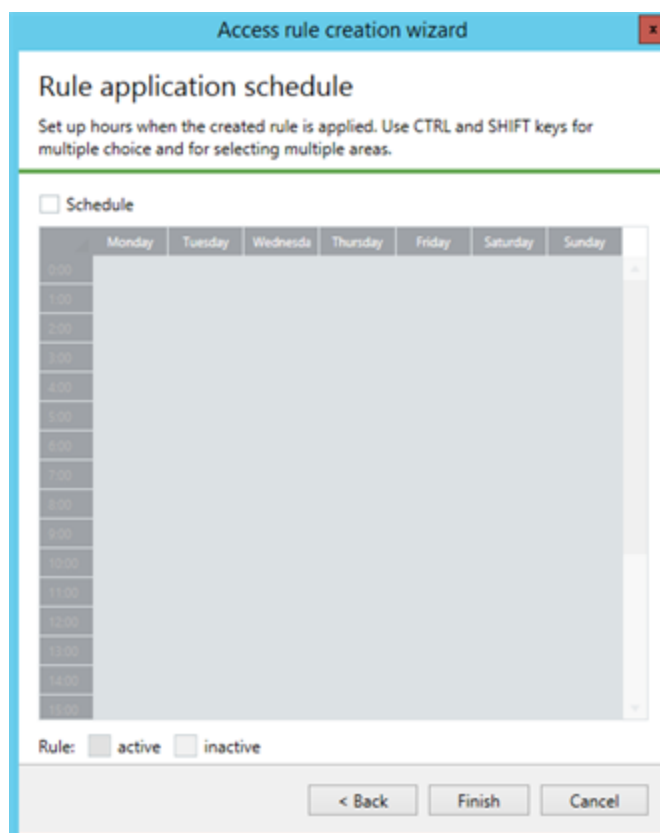 Access rule creation wizard
x
Rule application schedule
Set up hours when the created rule is applied. Use CTRL and SHIFT keys for
multiple choice and for selecting multiple areas.
Schedule
Monday Tuesday Wednesda Thursday Friday Saturday Sunday
0:00
1:00
2:00
3:00
4:00
5:00
6:00
7:00
8:00
9:00
10:00
11:00
12:00
13:00
14:00
15:00
Rule: active inactive
< Back Finish Cancel